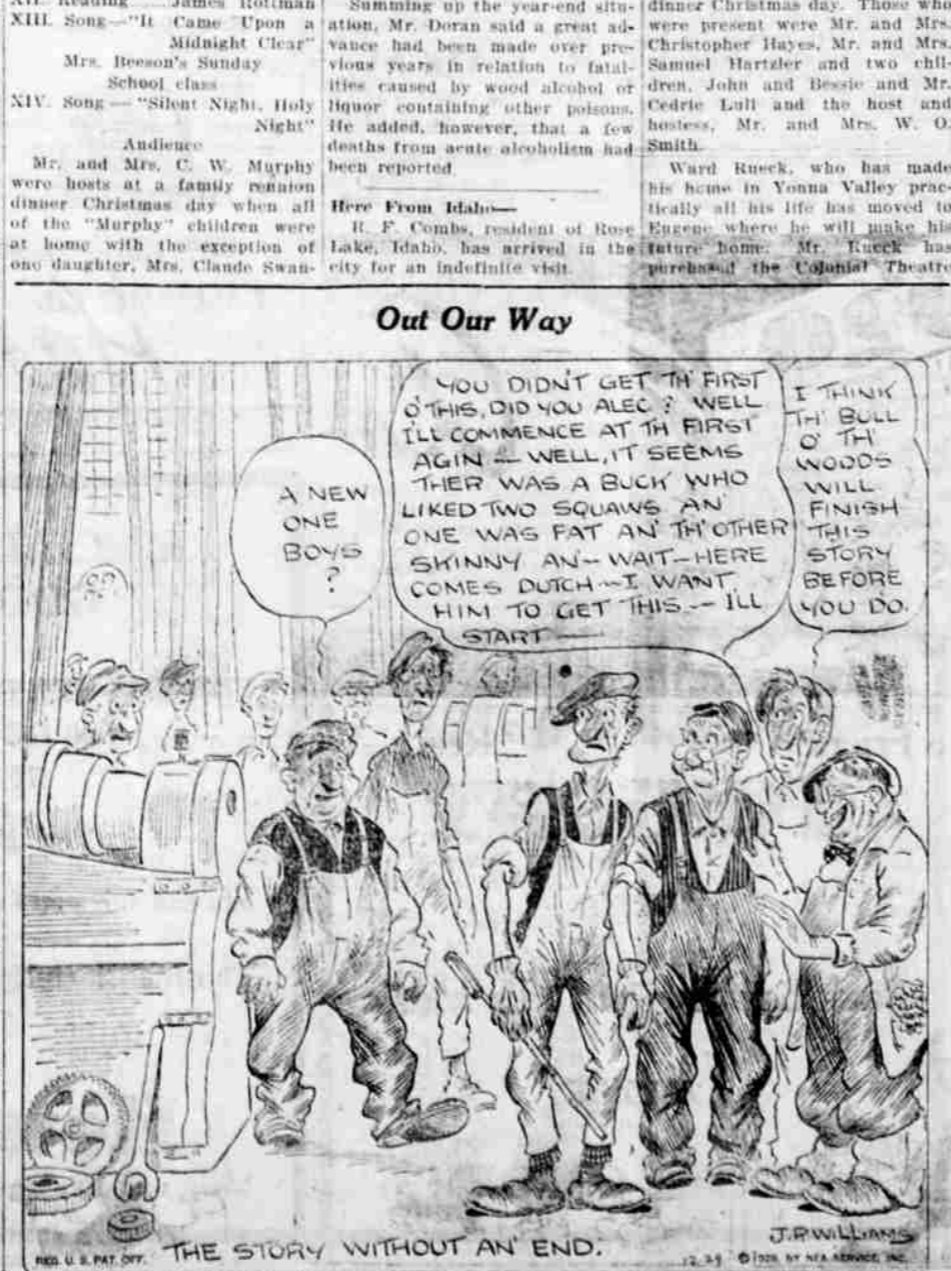 XII. Reading James Rottman
XIII. Song—"It Came Upon a
Midnight Clear"
Mrs. Beeson's Sunday
School class
XIV. Song — "Silent Night, Holy
Night"
Audience
Mr. and Mrs. C. W. Murphy
were hosts at a family reunion
dinner Christmas day when all
of the "Murphy" children were
at home with the exception of
one daughter, Mrs. Claude Swan-
Summing up the year-end situ-
ation, Mr. Doran said a great ad-
vance had been made over pre-
vious years in relation to fatal-
ities caused by wood alcohol or
liquor containing other poisons.
He added, however, that a few
deaths from acute alcoholism had
been reported.
Here From Idaho—
R. F. Combs, resident of Rose
Lake, Idaho, has arrived in the
city for an indefinite visit.
dinner Christmas day. Those who
were present were Mr. and Mrs.
Christopher Hayes, Mr. and Mrs.
Samuel Hartzler and two chil-
dren, John and Bessie and Mr.
Cedric Lull and the host and
hostess, Mr. and Mrs. W. O.
Smith.
Ward Rueck, who has made
his home in Yonna Valley prac-
tically all his life has moved to
Eugene where he will make his
future home. Mr. Rueck has
purchased the Colonial Theatre
Out Our Way
A NEW
ONE
BOYS
?
YOU DIDN'T GET TH' FIRST
O' THIS, DID YOU ALEC? WELL
I'LL COMMENCE AT TH FIRST
AGIN — WELL, IT SEEMS
THER WAS A BUCK WHO
LIKED TWO SQUAWS AN'
ONE WAS FAT AN' TH' OTHER
SKINNY AN'— WAIT — HERE
COMES DUTCH — I WANT
HIM TO GET THIS — I'LL
START —
I THINK
TH' BULL
O' TH'
WOODS
WILL
FINISH
THIS
STORY
BEFORE
YOU DO.
REG. U. S. PAT. OFF.
THE STORY WITHOUT AN' END.
J.R.WILLIAMS
12-29 © 1928 BY NEA SERVICE, INC.